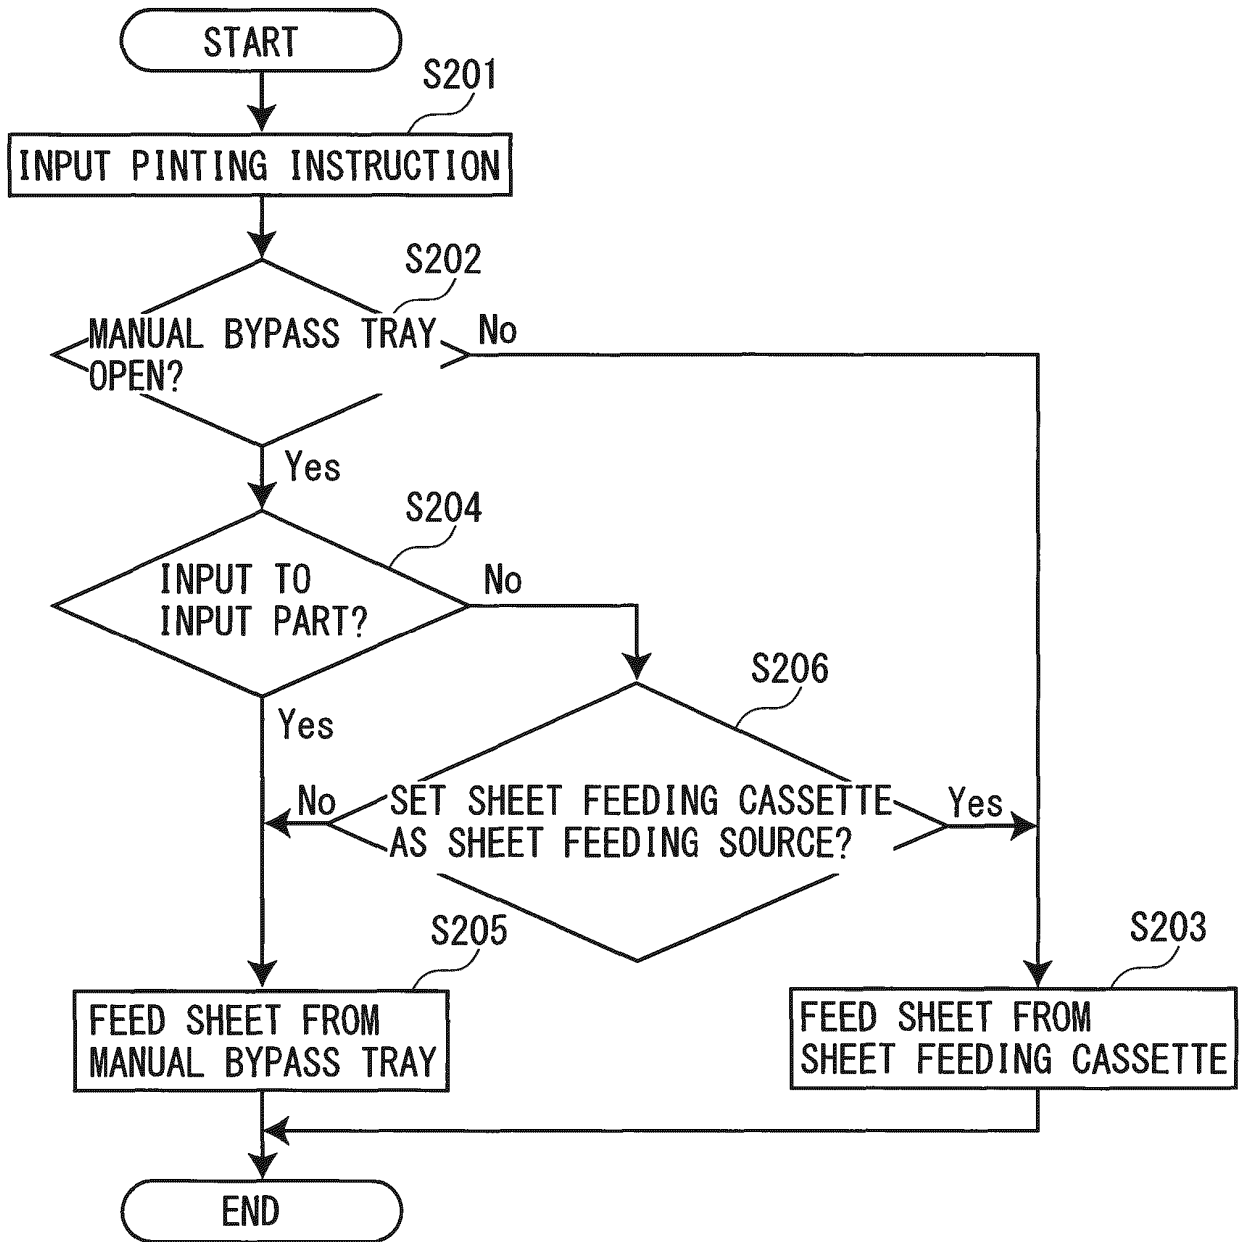 START
S201
INPUT PINTING INSTRUCTION
S202
MANUAL BYPASS TRAY
OPEN?
No
Yes
S204
INPUT TO
INPUT PART?
No
Yes
S206
SET SHEET FEEDING CASSETTE
AS SHEET FEEDING SOURCE?
No
Yes
S205
FEED SHEET FROM
MANUAL BYPASS TRAY
S203
FEED SHEET FROM
SHEET FEEDING CASSETTE
END